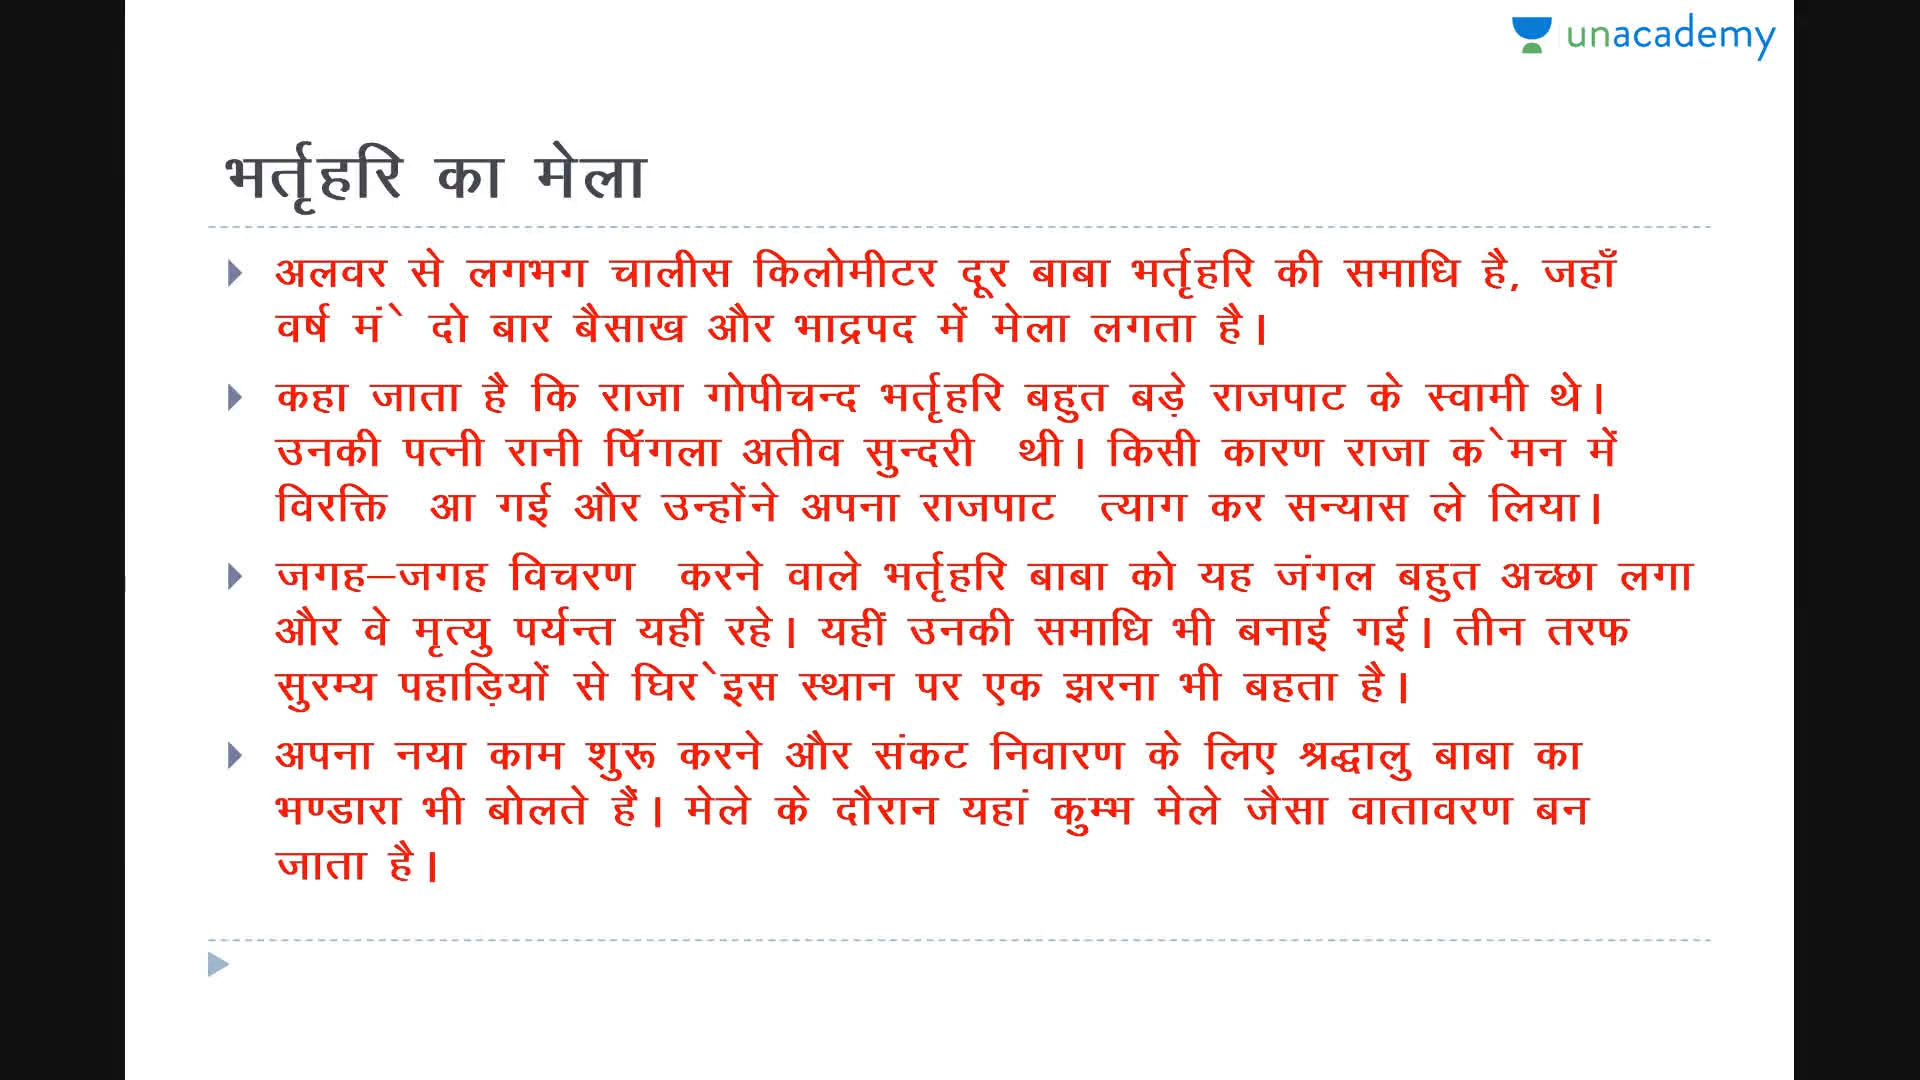 unacademy
भर्तृहरि का मेला
अलवर से लगभग चालीस किलोमीटर दूर बाबा भर्तृहरि की समाधि है, जहाँ
वर्ष मंे दो बार बैसाख और भाद्रपद में मेला लगता है।
कहा जाता है कि राजा गोपीचन्द भर्तृहरि बहुत बड़े राजपाट के स्वामी थे।
उनकी पत्नी रानी पिंगला अतीव सुन्दरी थी। किसी कारण राजा के मन में
विरक्ति आ गई और उन्होंने अपना राजपाट त्याग कर सन्यास ले लिया।
जगह–जगह विचरण करने वाले भर्तृहरि बाबा को यह जंगल बहुत अच्छा लगा
और वे मृत्यु पर्यन्त यहीं रहे। यहीं उनकी समाधि भी बनाई गई। तीन तरफ
सुरम्य पहाड़ियों से घिरे इस स्थान पर एक झरना भी बहता है।
अपना नया काम शुरू करने और संकट निवारण के लिए श्रद्धालु बाबा का
भण्डारा भी बोलते हैं। मेले के दौरान यहां कुम्भ मेले जैसा वातावरण बन
जाता है।